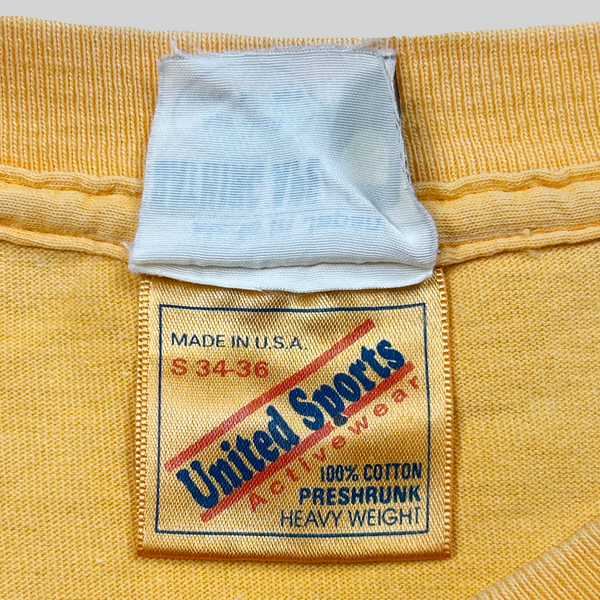 MADE IN U.S.A.
S 34-36
United Sports
Activewear
100% COTTON
PRESHRUNK
HEAVY WEIGHT